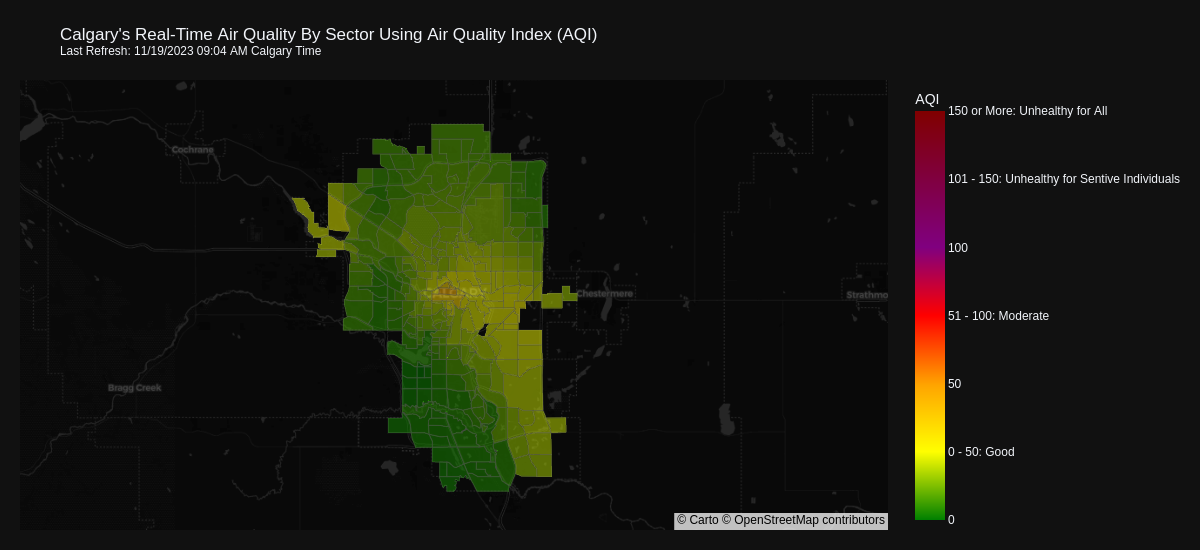 Calgary's Real-Time Air Quality By Sector Using Air Quality Index (AQI)
Last Refresh: 11/19/2023 09:04 AM Calgary Time
AQI
150 or More: Unhealthy for All
Cochrane
101 - 150: Unhealthy for Sentive Individuals
100
Chestermere
Strathmo
51 - 100: Moderate
Bragg Creek
50
0 - 50: Good
© Carto © OpenStreetMap contributors
0